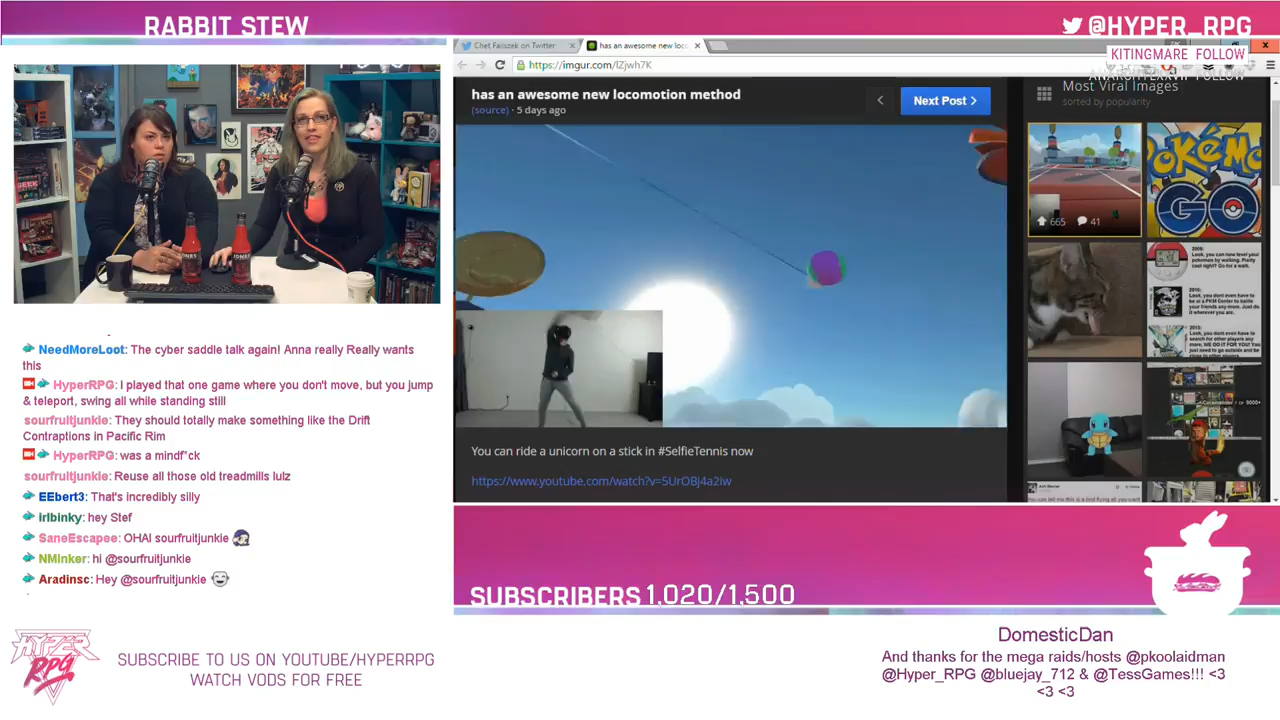 RABBIT STEW
@HYPER_RPG
KITINGMARE FOLLOW
Chet Faliszek on Twitter
has an awesome new loco
https://imgur.com/lZjwh7K
has an awesome new locomotion method
(source) · 5 days ago
Next Post
Most Viral Images
sorted by popularity
665 41
POKÉMON
GO
You can ride a unicorn on a stick in #SelfieTennis now
https://www.youtube.com/watch?v=5UrOBJ4a2iw
NeedMoreLoot: The cyber saddle talk again! Anna really Really wants
this
HyperRPG: I played that one game where you don't move, but you jump
& teleport, swing all while standing still
sourfruitjunkie: They should totally make something like the Drift
Contraptions in Pacific Rim
HyperRPG: was a mindf*ck
sourfruitjunkie: Reuse all those old treadmills lulz
EEbert3: That's incredibly silly
irlbinky: hey Stef
SaneEscapee: OHAI sourfruitjunkie
NMinker: hi @sourfruitjunkie
Aradinsc: Hey @sourfruitjunkie
SUBSCRIBERS 1,020/1,500
HYPER
RPG
SUBSCRIBE TO US ON YOUTUBE/HYPERRPG
WATCH VODS FOR FREE
DomesticDan
And thanks for the mega raids/hosts @pkoolaidman
@Hyper_RPG @bluejay_712 & @TessGames!!! <3
<3 <3